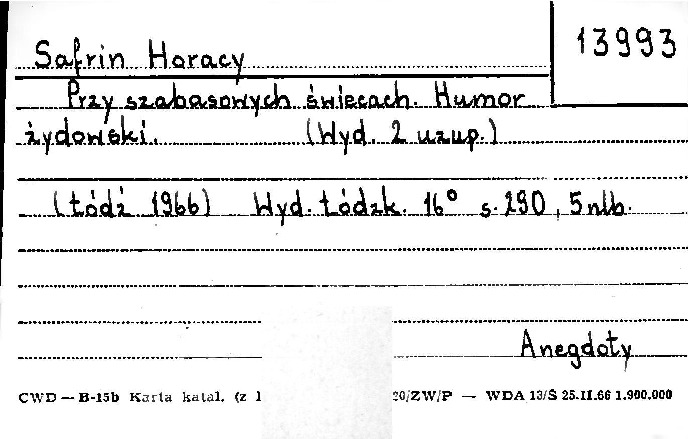 Safrin Horacy
13993
Przy szabasowych świecach. Humor
żydowski. (Wyd. 2 uzup.)
(Łódź 1966) Wyd. Łódzk. 16° s. 290, 5 nlb.
Anegdoty
CWD — B-15b Karta katal. (z 20/ZW/P — WDA 13/S 25.II.66 1.900.000